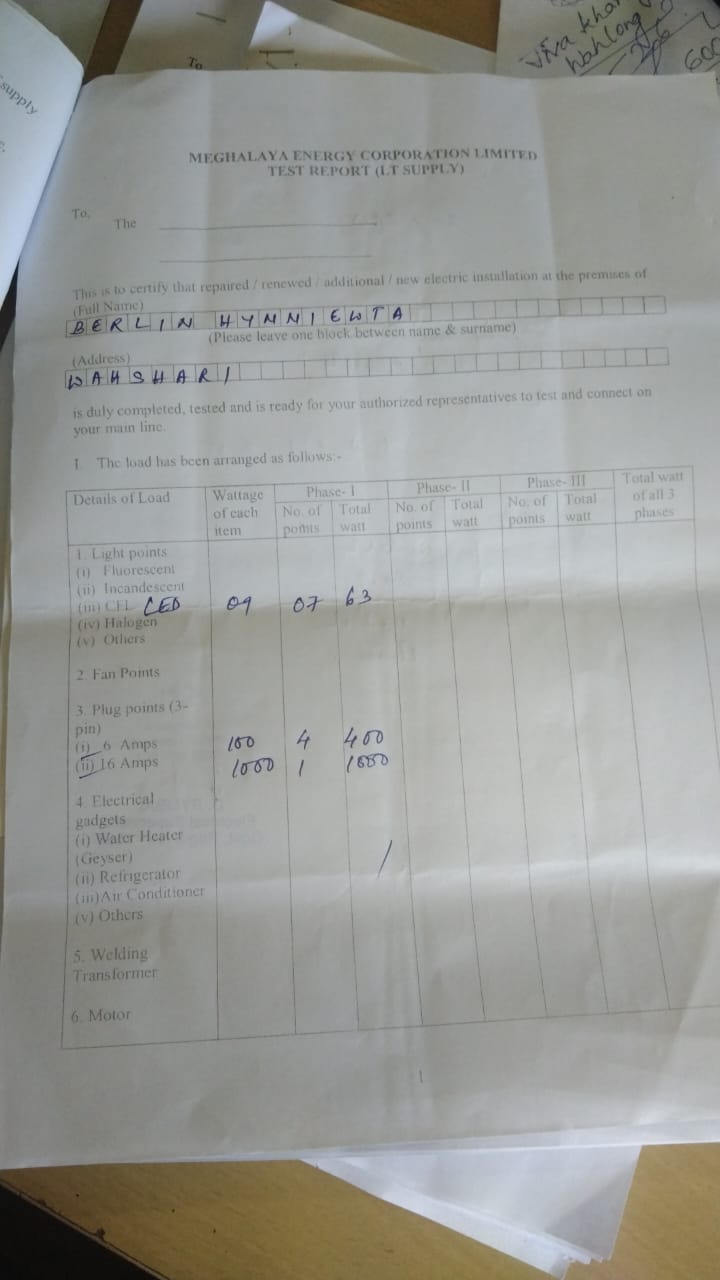 supply
To
Viva khar
Wahlong
600
MEGHALAYA ENERGY CORPORATION LIMITED
TEST REPORT (LT SUPPLY)
To,
The
This is to certify that repaired / renewed / additional / new electric installation at the premises of
(Full Name)
BERLIN HYNNIEWTA
(Please leave one block between name & surname)
(Address)
WAHSHARI
is duly completed, tested and is ready for your authorized representatives to test and connect on
your main line.
I. The load has been arranged as follows:-
Details of Load Wattage of each item Phase- I Phase- II Phase- III Total watt of all 3 phases
No. of points Total watt No. of points Total watt No. of points Total watt
1. Light points
(i) Fluorescent
(ii) Incandescent
(iii) CFL LED 09 07 63
(iv) Halogen
(v) Others
2. Fan Points
3. Plug points (3-
pin)
(i) 6 Amps 100 4 400
(ii) 16 Amps 1000 1 1000
4. Electrical
gadgets
(i) Water Heater
(Geyser)
(ii) Refrigerator
(iii)Air Conditioner
(v) Others
5. Welding
Transformer
6. Motor
1